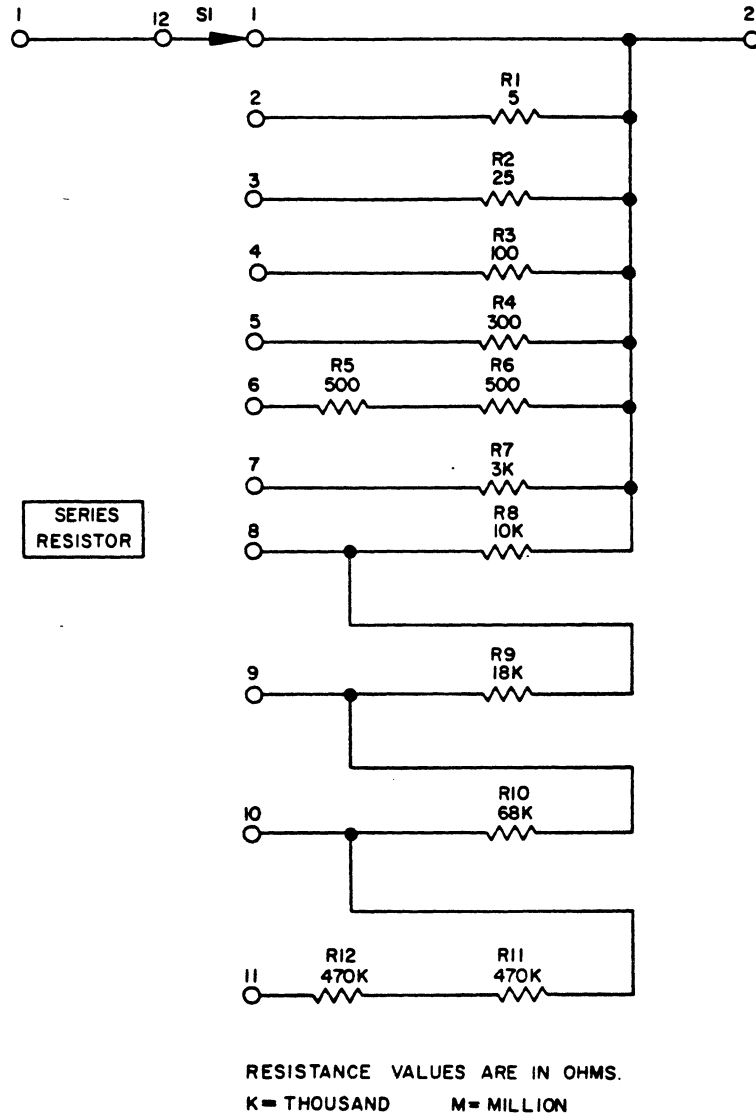 1
12
S1
1
2
2
R1
5
3
R2
25
4
R3
100
5
R4
300
6
R5
500
R6
500
7
R7
3K
SERIES
RESISTOR
8
R8
10K
9
R9
18K
10
R10
68K
11
R12
470K
R11
470K
RESISTANCE VALUES ARE IN OHMS.
K= THOUSAND M= MILLION